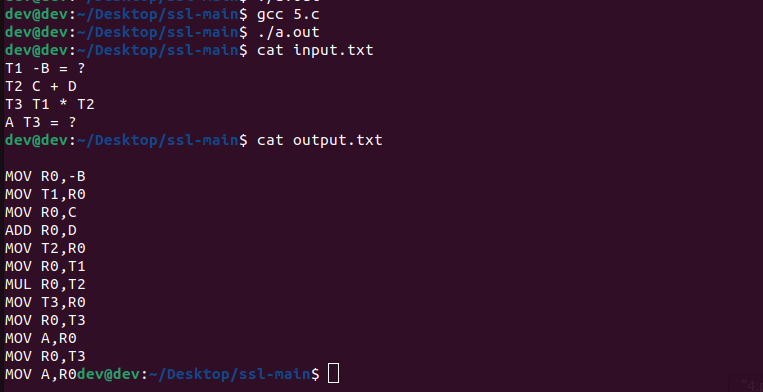 dev@dev:~/Desktop/ssl-main$ gcc 5.c
dev@dev:~/Desktop/ssl-main$ ./a.out
dev@dev:~/Desktop/ssl-main$ cat input.txt
T1 -B = ?
T2 C + D
T3 T1 * T2
A T3 = ?
dev@dev:~/Desktop/ssl-main$ cat output.txt
MOV R0,-B
MOV T1,R0
MOV R0,C
ADD R0,D
MOV T2,R0
MOV R0,T1
MUL R0,T2
MOV T3,R0
MOV R0,T3
MOV A,R0
MOV R0,T3
MOV A,R0dev@dev:~/Desktop/ssl-main$